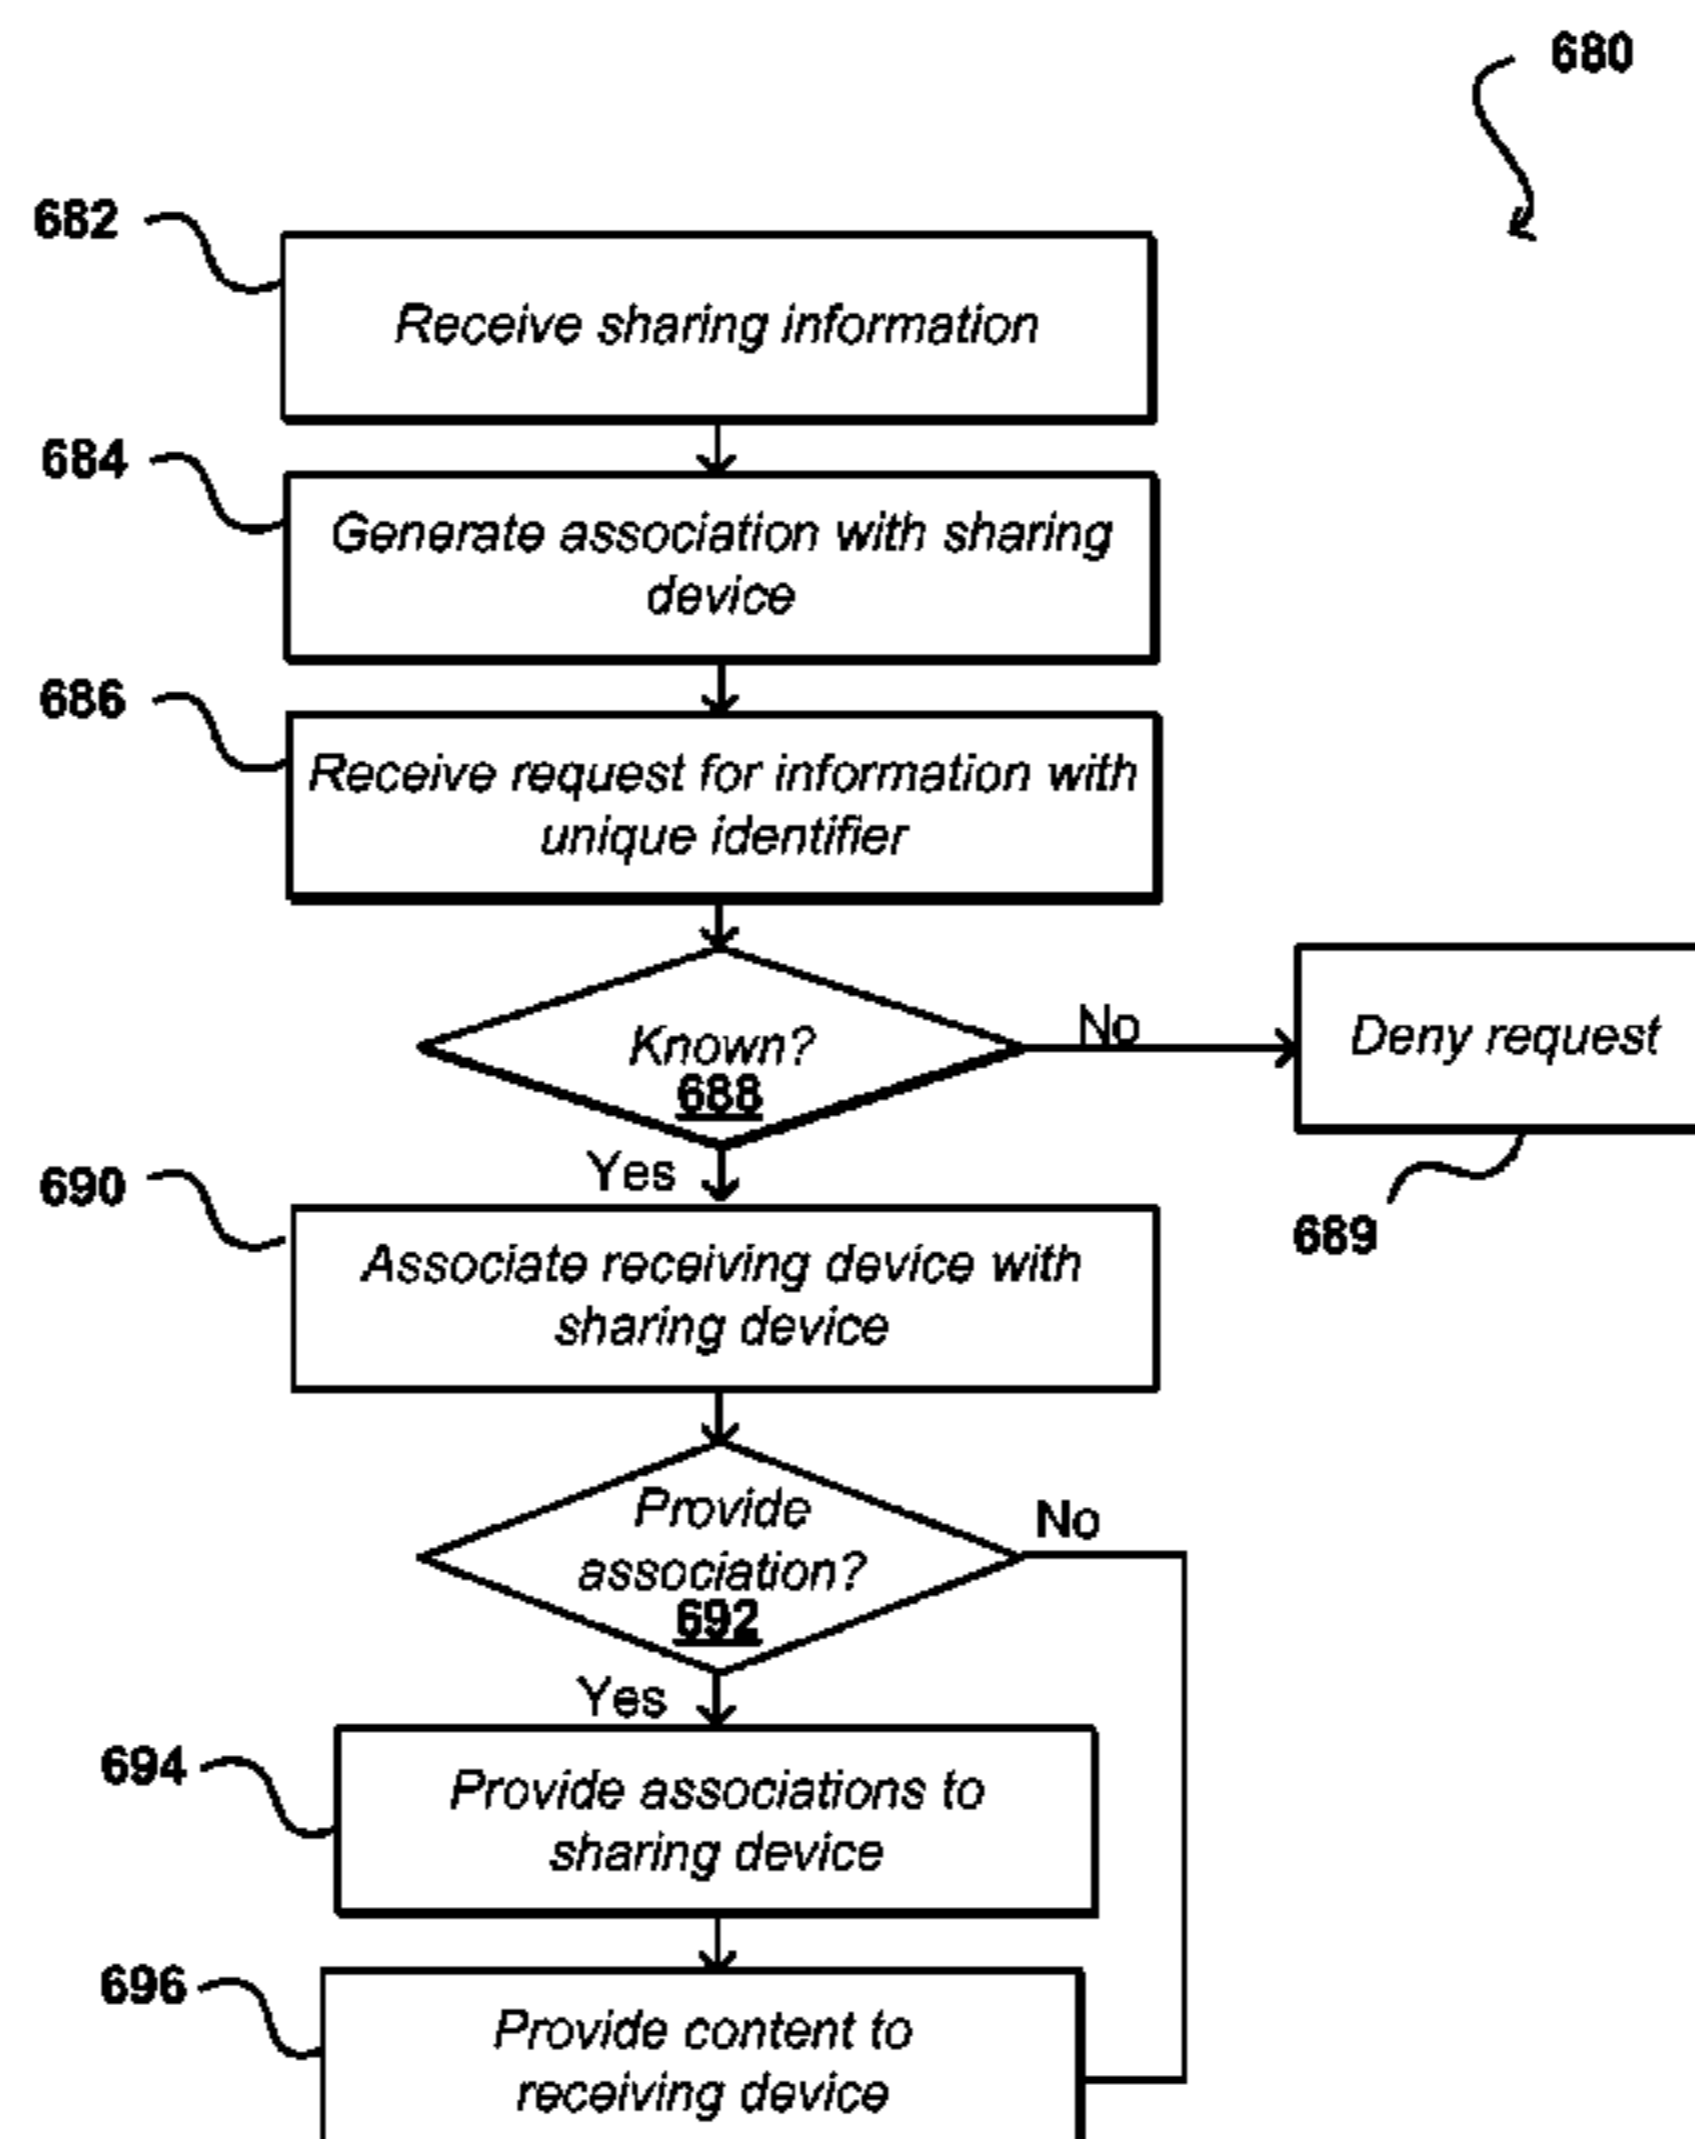 680
682
Receive sharing information
684
Generate association with sharing
device
686
Receive request for information with
unique identifier
Known?
688
No
Deny request
689
Yes
690
Associate receiving device with
sharing device
Provide
association?
692
No
Yes
694
Provide associations to
sharing device
696
Provide content to
receiving device